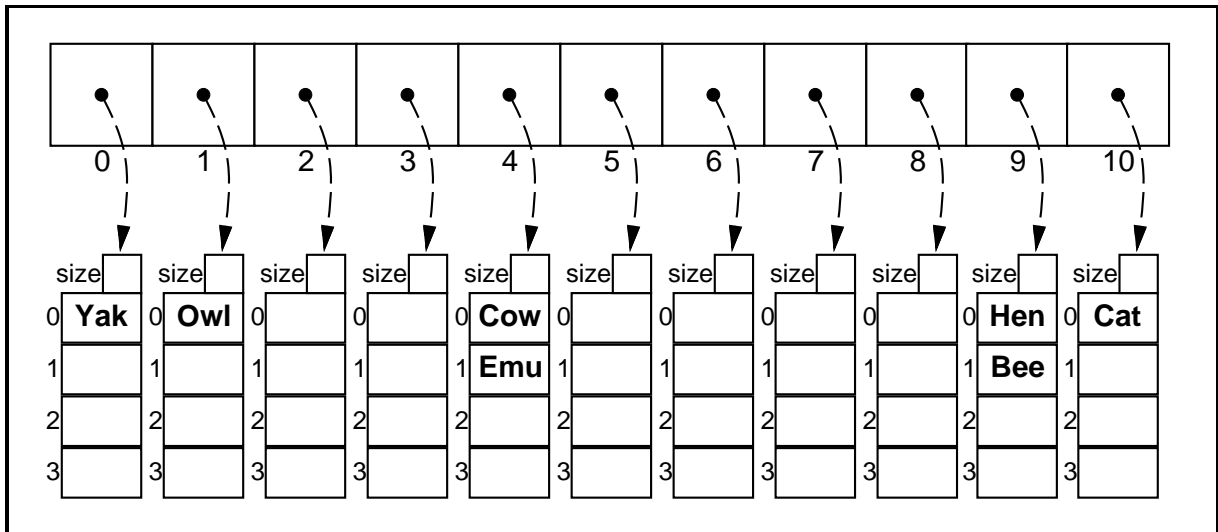 0 1 2 3 4 5 6 7 8 9 10
size size size size size size size size size size size
0 Yak 0 Owl 0 0 0 Cow 0 0 0 0 0 Hen 0 Cat
1 1 1 1 1 Emu 1 1 1 1 1 Bee 1
2 2 2 2 2 2 2 2 2 2 2
3 3 3 3 3 3 3 3 3 3 3